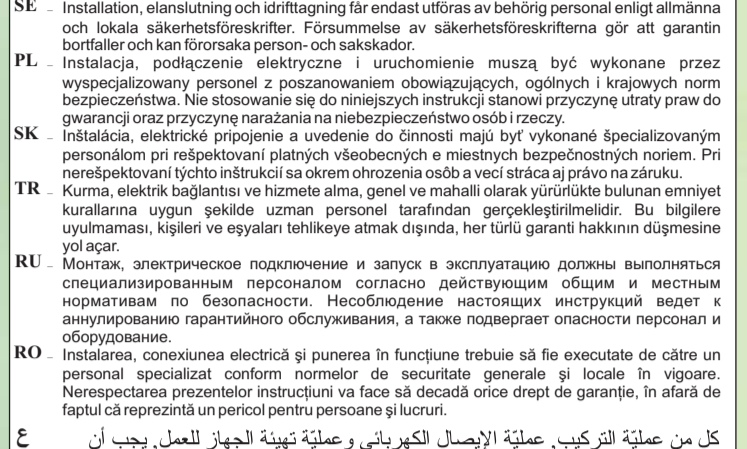 SE – Installation, elanslutning och idrifttagning får endast utföras av behörig personal enligt allmänna
och lokala säkerhetsföreskrifter. Försummelse av säkerhetsföreskrifterna gör att garantin
bortfaller och kan förorsaka person- och sakskador.
PL – Instalacja, podłączenie elektryczne i uruchomienie muszą być wykonane przez
wyspecjalizowany personel z poszanowaniem obowiązujących, ogólnych i krajowych norm
bezpieczeństwa. Nie stosowanie się do niniejszych instrukcji stanowi przyczynę utraty praw do
gwarancji oraz przyczynę narażania na niebezpieczeństwo osób i rzeczy.
SK – Inštalácia, elektrické pripojenie a uvedenie do činnosti majú byť vykonané špecializovaným
personálom pri rešpektovaní platných všeobecných e miestnych bezpečnostných noriem. Pri
nerešpektovaní týchto inštrukcií sa okrem ohrozenia osôb a vecí stráca aj právo na záruku.
TR – Kurma, elektrik bağlantısı ve hizmete alma, genel ve mahalli olarak yürürlükte bulunan emniyet
kurallarına uygun şekilde uzman personel tarafından gerçekleştirilmelidir. Bu bilgilere
uyulmaması, kişileri ve eşyaları tehlikeye atmak dışında, her türlü garanti hakkının düşmesine
yol açar.
RU – Монтаж, электрическое подключение и запуск в эксплуатацию должны выполняться
специализированным персоналом согласно действующим общим и местным
нормативам по безопасности. Несоблюдение настоящих инструкций ведет к
аннулированию гарантийного обслуживания, а также подвергает опасности персонал и
оборудование.
RO – Instalarea, conexiunea electrică şi punerea în funcţiune trebuie să fie executate de către un
personal specializat conform normelor de securitate generale şi locale în vigoare.
Nerespectarea prezentelor instrucţiuni va face să decadă orice drept de garanţie, în afară de
faptul că reprezintă un pericol pentru persoane şi lucruri.
ع كل من عمليّة التركيب, عمليّة الإيصال الكهربائي وعمليّة تهيئة الجهاز للعمل, يجب أن